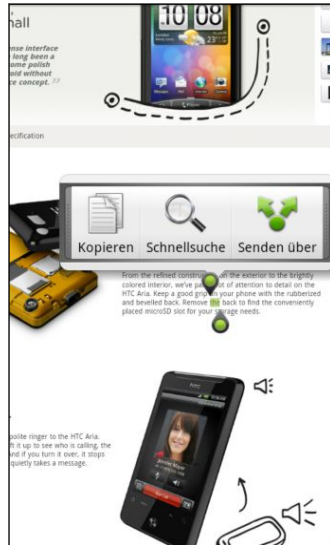 hall
10 08
ense interface
long been a
ome polish
oid without
ce concept. ”
ecification
Kopieren Schnellsuche Senden über
From the refined on the exterior to the brightly
colored interior, we've of attention to detail on the
HTC Aria. Keep a good grip on your phone with the rubberized
and bevelled back. Remove the back to find the conveniently
placed microSD slot for your storage needs.
hTC
polite ringer to the HTC Aria.
ft it up to see who is calling, the
nd if you turn it over, it stops
quietly takes a message.